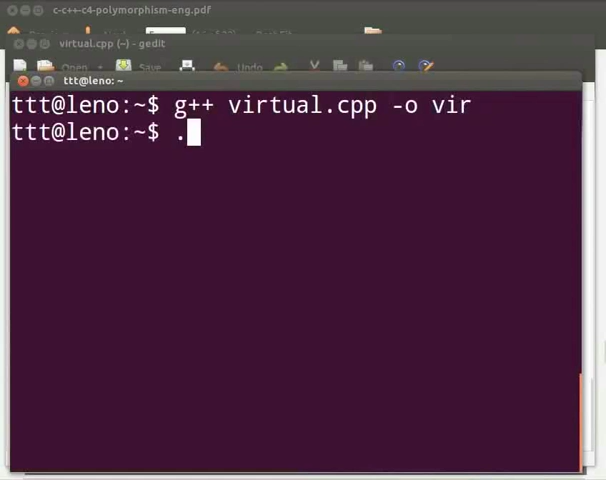 c-c++-c4-polymorphism-eng.pdf
virtual.cpp (~) - gedit
Open Save Undo
ttt@leno: ~
ttt@leno:~$ g++ virtual.cpp -o vir
ttt@leno:~$ .